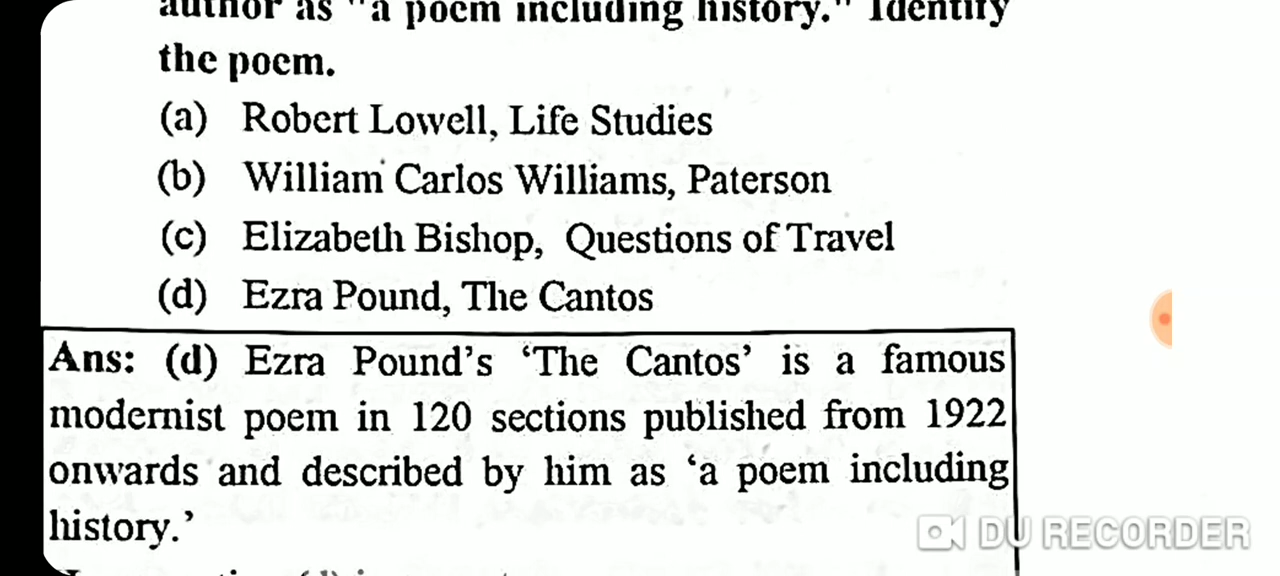 author as "a poem including history." Identify
the poem.
(a) Robert Lowell, Life Studies
(b) William Carlos Williams, Paterson
(c) Elizabeth Bishop, Questions of Travel
(d) Ezra Pound, The Cantos
Ans: (d) Ezra Pound's 'The Cantos' is a famous
modernist poem in 120 sections published from 1922
onwards and described by him as 'a poem including
history.'
DU RECORDER